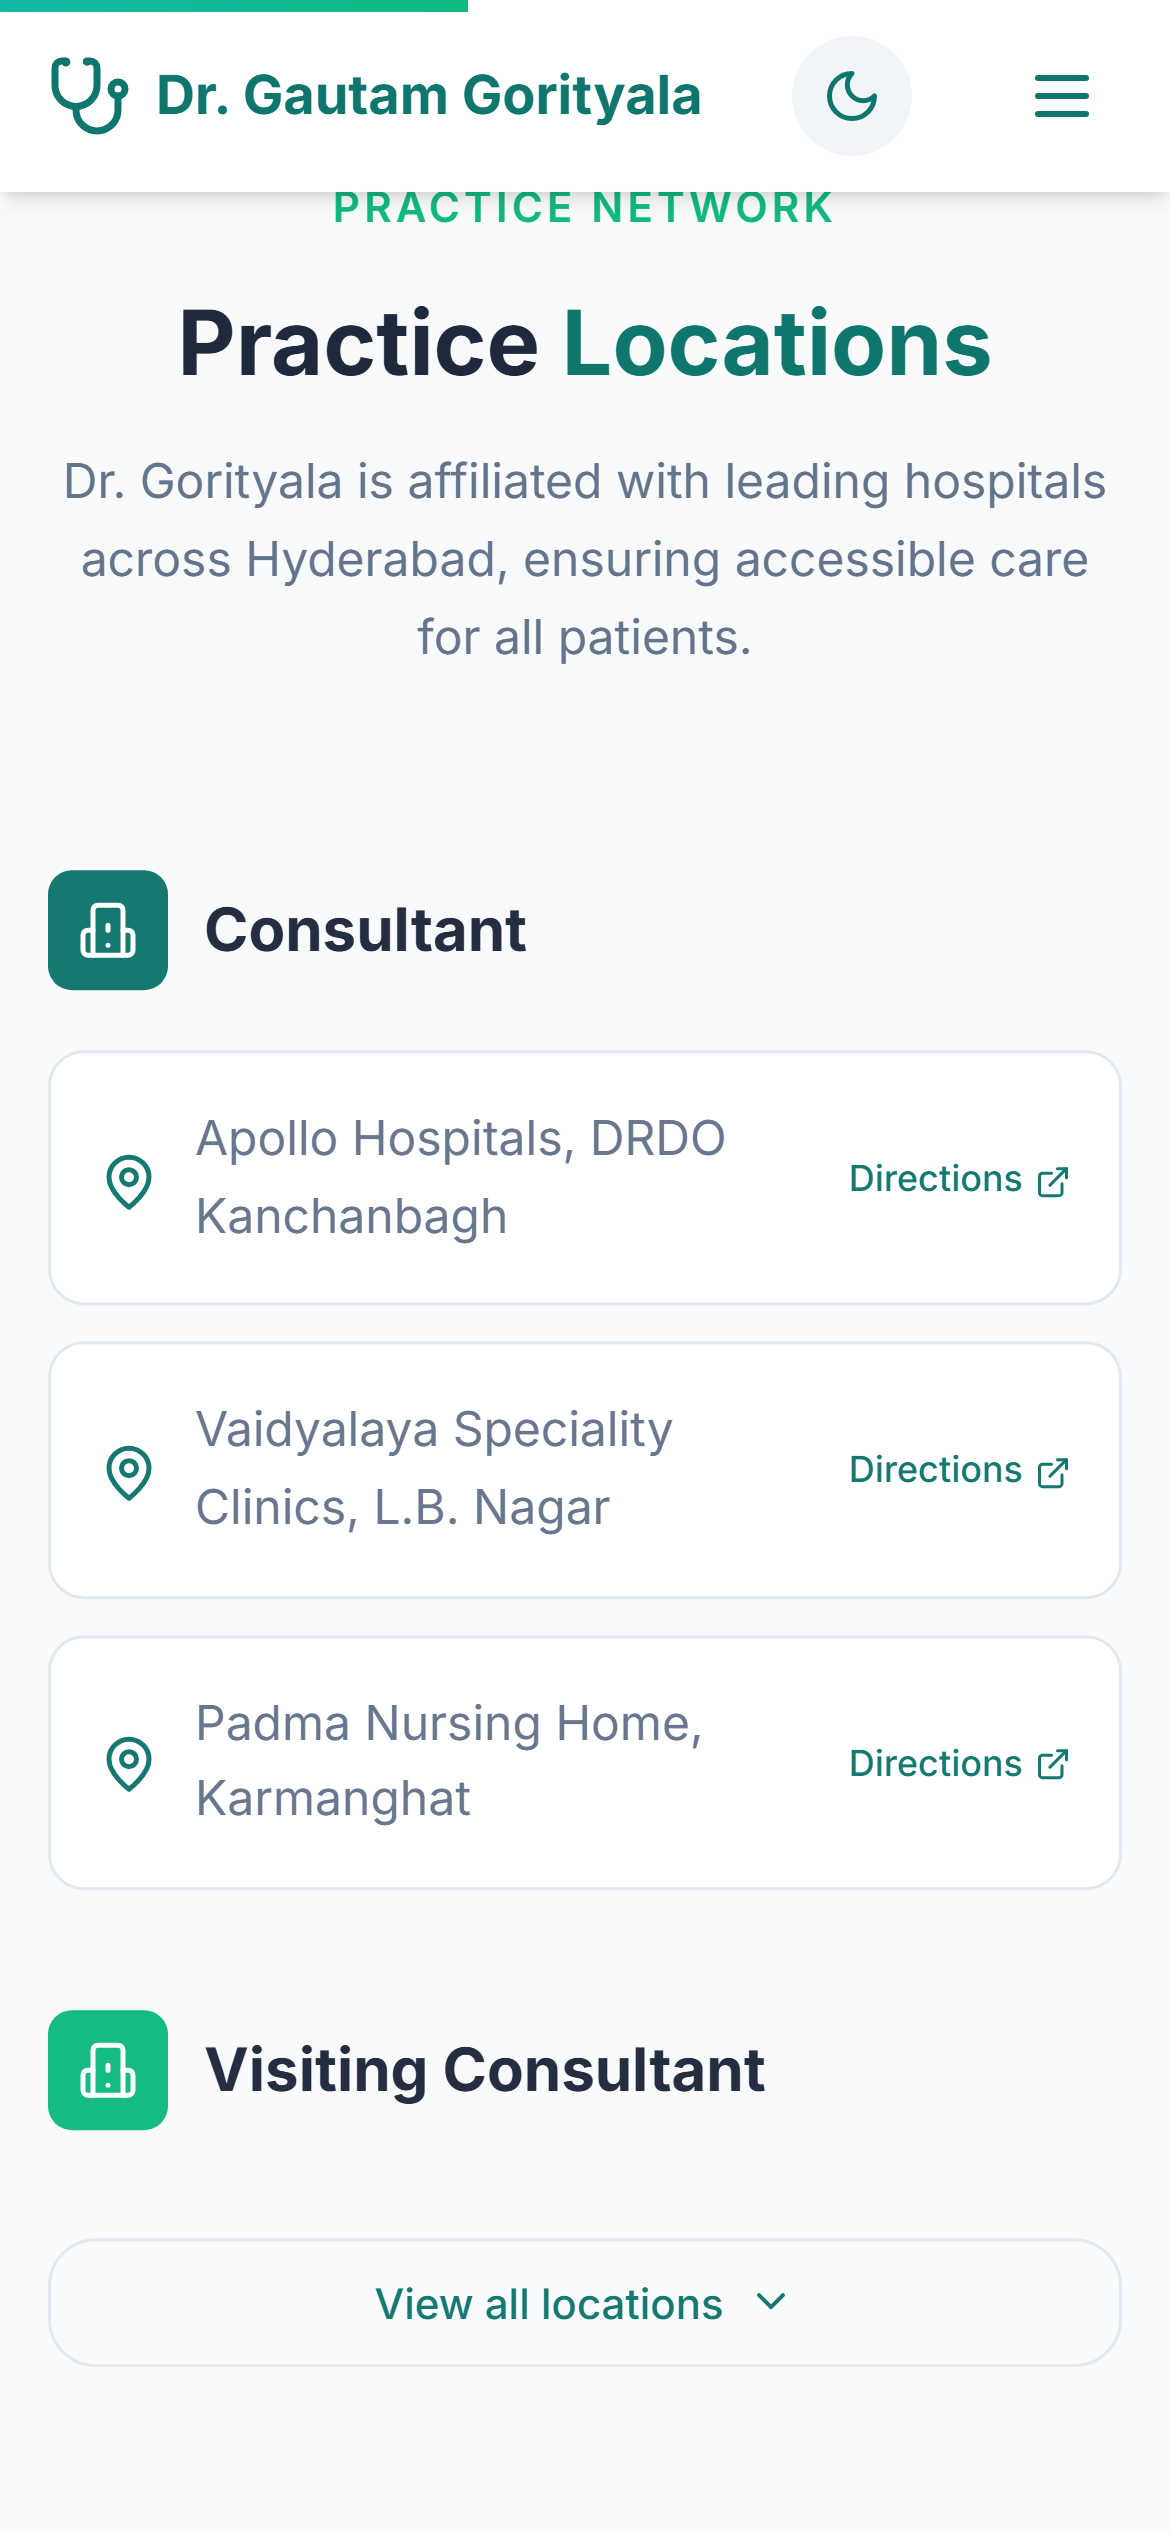 Dr. Gautam Gorityala
PRACTICE NETWORK
Practice Locations
Dr. Gorityala is affiliated with leading hospitals
across Hyderabad, ensuring accessible care
for all patients.
Consultant
Apollo Hospitals, DRDO
Kanchanbagh
Directions
Vaidyalaya Speciality
Clinics, L.B. Nagar
Directions
Padma Nursing Home,
Karmanghat
Directions
Visiting Consultant
View all locations